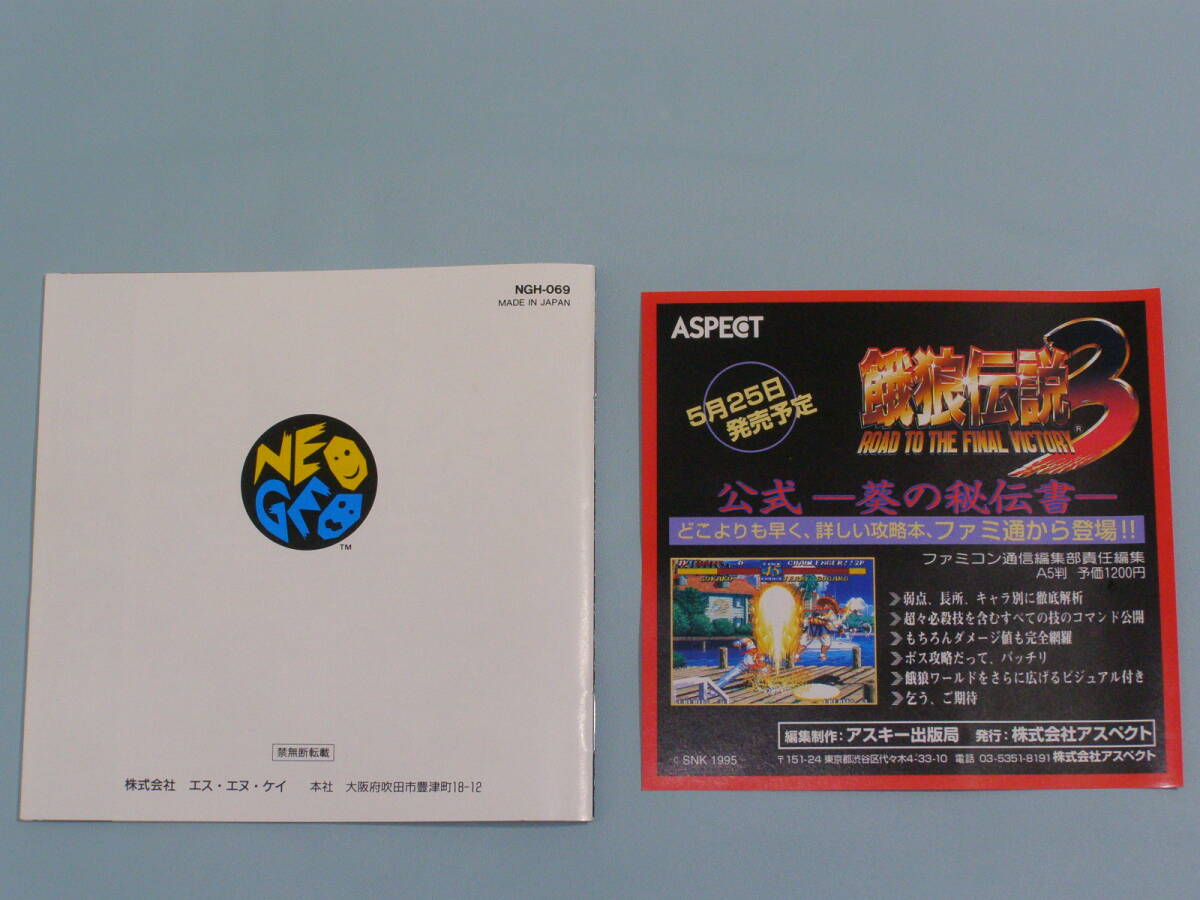 NGH-069
MADE IN JAPAN
NEO
GEO
TM
禁無断転載
株式会社 エス・エヌ・ケイ 本社 大阪府吹田市豊津町18-12
ASPECT
5月25日
発売予定
餓狼伝説3
ROAD TO THE FINAL VICTORY
®
公式 ー葵の秘伝書ー
どこよりも早く、詳しい攻略本、ファミ通から登場!!
ファミコン通信編集部責任編集
A5判 予価1200円
CHALLENGER!!2P
弱点、長所、キャラ別に徹底解析
超々必殺技を含むすべての技のコマンド公開
もちろんダメージ値も完全網羅
ボス攻略だって、バッチリ
餓狼ワールドをさらに広げるビジュアル付き
乞う、ご期待
編集制作:アスキー出版局 発行:株式会社アスペクト
© SNK 1995
〒151-24 東京都渋谷区代々木4-33-10 電話 03-5351-8191 株式会社アスペクト